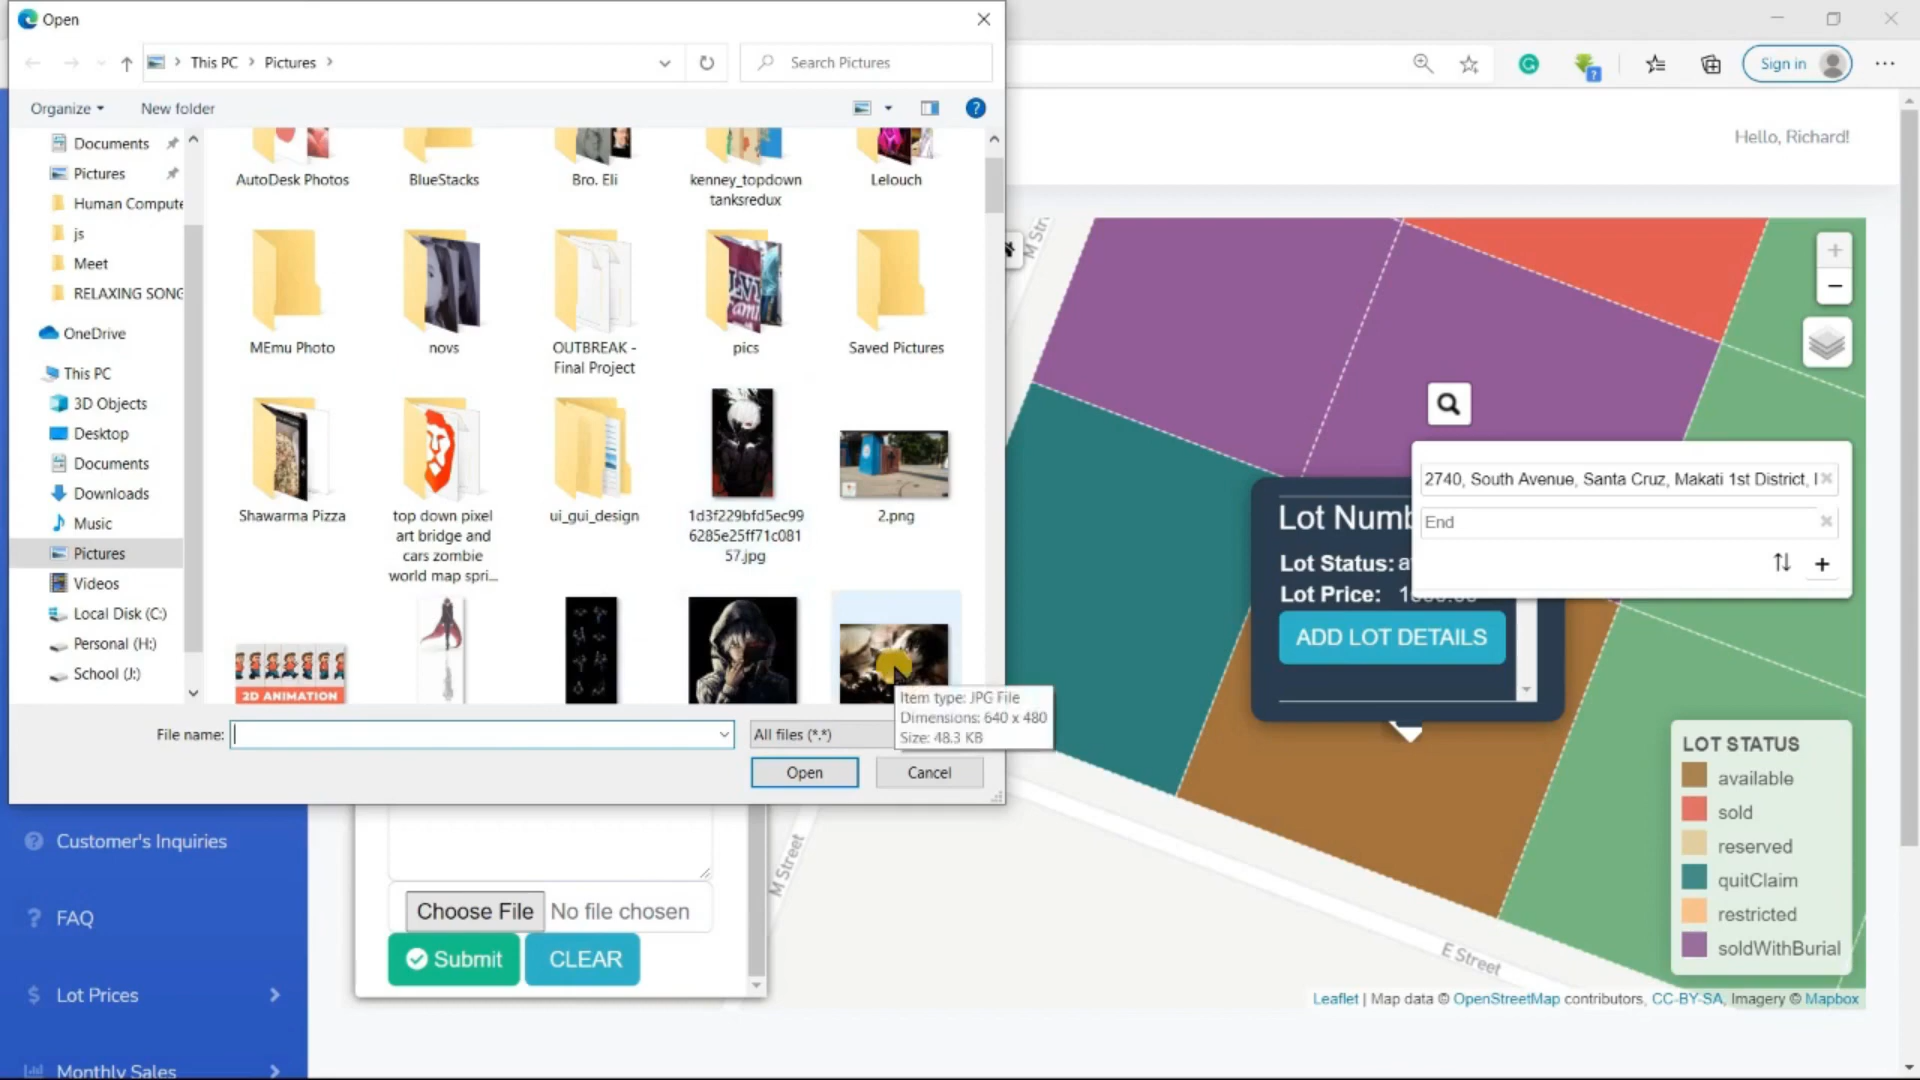 Open
This PC
Pictures
Search Pictures
Sign in
Organize
New folder
?
Hello, Richard!
Documents
Pictures
Human Compute
js
Meet
RELAXING SONG
OneDrive
This PC
3D Objects
Desktop
Documents
Downloads
Music
Pictures
Videos
Local Disk (C:)
Personal (H:)
School (J:)
AutoDesk Photos
BlueStacks
Bro. Eli
kenney_topdown
tanksredux
Lelouch
MEmu Photo
novs
OUTBREAK -
Final Project
pics
Saved Pictures
Shawarma Pizza
top down pixel
art bridge and
cars zombie
world map spri...
ui_gui_design
1d3f229bfd5ec99
6285e25ff71c081
57.jpg
2.png
2D ANIMATION
Item type: JPG File
Dimensions: 640 x 480
Size: 48.3 KB
File name:
All files (*.*)
Open
Cancel
M Str
2740, South Avenue, Santa Cruz, Makati 1st District, I
End
Lot Numb
Lot Status: a
Lot Price:
ADD LOT DETAILS
LOT STATUS
available
sold
reserved
quitClaim
restricted
soldWithBurial
M Street
E Street
Leaflet | Map data © OpenStreetMap contributors, CC-BY-SA, Imagery © Mapbox
Customer's Inquiries
FAQ
Lot Prices
Monthly Sales
Choose File
No file chosen
Submit
CLEAR